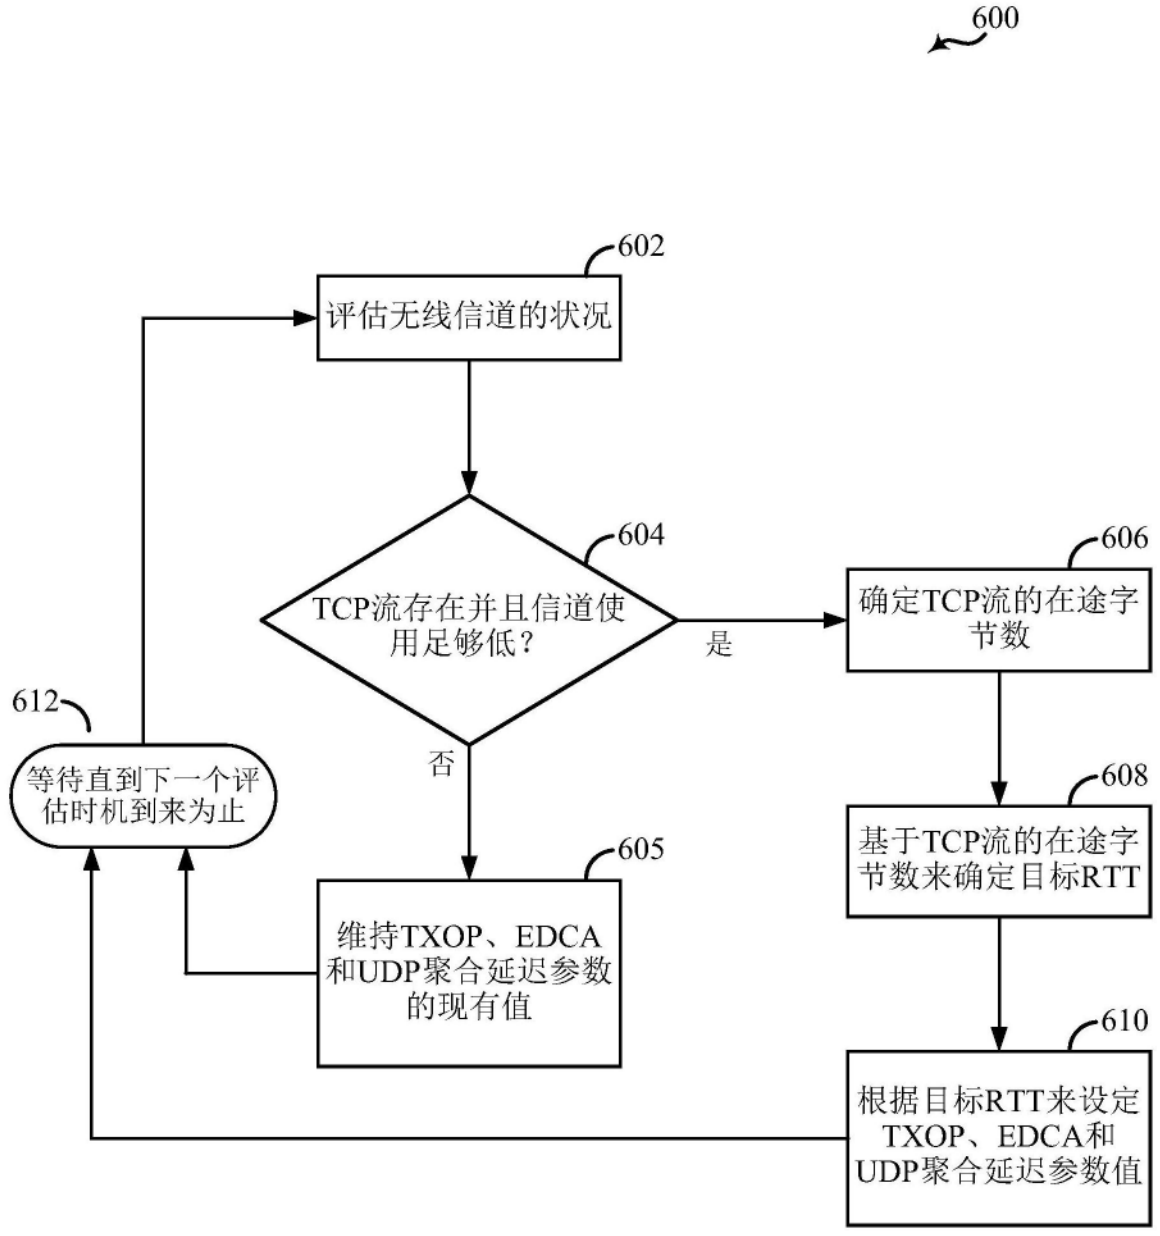 600
602
评估无线信道的状况
604
TCP流存在并且信道使
用足够低？
是
否
606
确定TCP流的在途字
节数
612
等待直到下一个评
估时机到来为止
608
基于TCP流的在途字
节数来确定目标RTT
605
维持TXOP、EDCA
和UDP聚合延迟参数
的现有值
610
根据目标RTT来设定
TXOP、EDCA和
UDP聚合延迟参数值